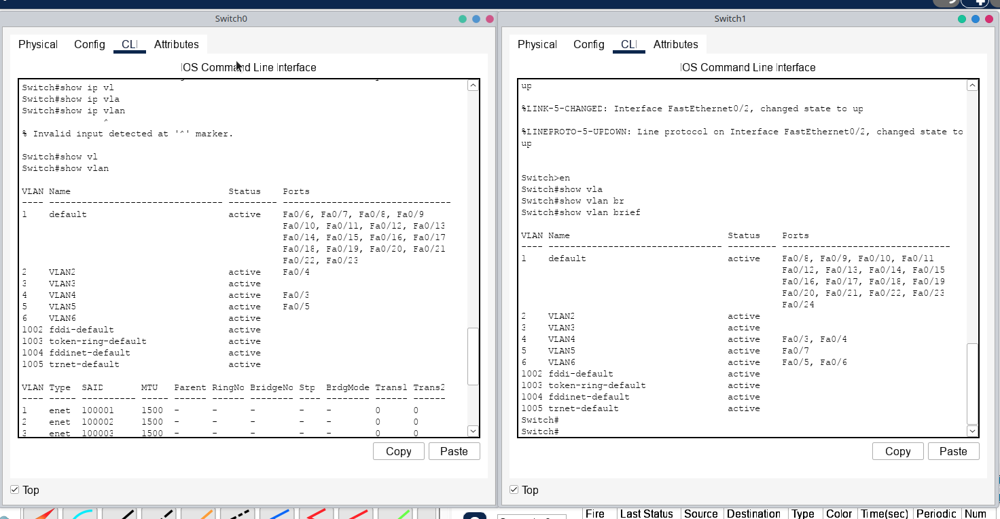 Switch0
Physical Config CLI Attributes
IOS Command Line Interface
Switch#show ip vl
Switch#show ip vla
Switch#show ip vlan
^
% Invalid input detected at '^' marker.
Switch#show vl
Switch#show vlan
VLAN Name Status Ports
---- -------------------------------- --------- -------------------------------
1 default active Fa0/6, Fa0/7, Fa0/8, Fa0/9
Fa0/10, Fa0/11, Fa0/12, Fa0/13
Fa0/14, Fa0/15, Fa0/16, Fa0/17
Fa0/18, Fa0/19, Fa0/20, Fa0/21
Fa0/22, Fa0/23
2 VLAN2 active Fa0/4
3 VLAN3 active
4 VLAN4 active Fa0/3
5 VLAN5 active Fa0/5
6 VLAN6 active
1002 fddi-default active
1003 token-ring-default active
1004 fddinet-default active
1005 trnet-default active
VLAN Type SAID MTU Parent RingNo BridgeNo Stp BrdgMode Trans1 Trans2
---- ----- ---------- ----- ------ ------ -------- ---- -------- ------ ------
1 enet 100001 1500 - - - - - 0 0
2 enet 100002 1500 - - - - - 0 0
3 enet 100003 1500 - - - - - 0 0
Copy Paste
Top
Switch1
Physical Config CLI Attributes
IOS Command Line Interface
up
%LINK-5-CHANGED: Interface FastEthernet0/2, changed state to up
%LINEPROTO-5-UPDOWN: Line protocol on Interface FastEthernet0/2, changed state to
up
Switch>en
Switch#show vla
Switch#show vlan br
Switch#show vlan brief
VLAN Name Status Ports
---- -------------------------------- --------- -------------------------------
1 default active Fa0/8, Fa0/9, Fa0/10, Fa0/11
Fa0/12, Fa0/13, Fa0/14, Fa0/15
Fa0/16, Fa0/17, Fa0/18, Fa0/19
Fa0/20, Fa0/21, Fa0/22, Fa0/23
Fa0/24
2 VLAN2 active
3 VLAN3 active
4 VLAN4 active Fa0/3, Fa0/4
5 VLAN5 active Fa0/7
6 VLAN6 active Fa0/5, Fa0/6
1002 fddi-default active
1003 token-ring-default active
1004 fddinet-default active
1005 trnet-default active
Switch#
Switch#
Copy Paste
Top
Fire Last Status Source Destination Type Color Time(sec) Periodic Num